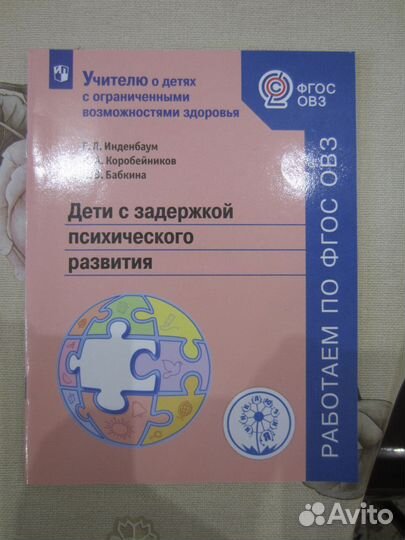 Учителю о детях
с ограниченными
возможностями здоровья
ФГОС
ОВЗ
Инденбаум
Коробейников
Бабкина
Дети с задержкой
психического
развития
РАБОТАЕМ ПО ФГОС ОВЗ
Avito